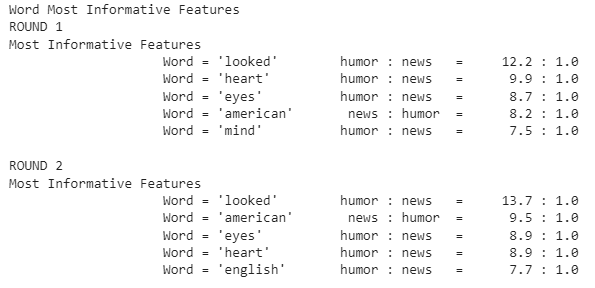 Word Most Informative Features
ROUND 1
Most Informative Features
Word = 'looked' humor : news = 12.2 : 1.0
Word = 'heart' humor : news = 9.9 : 1.0
Word = 'eyes' humor : news = 8.7 : 1.0
Word = 'american' news : humor = 8.2 : 1.0
Word = 'mind' humor : news = 7.5 : 1.0
ROUND 2
Most Informative Features
Word = 'looked' humor : news = 13.7 : 1.0
Word = 'american' news : humor = 9.5 : 1.0
Word = 'eyes' humor : news = 8.9 : 1.0
Word = 'heart' humor : news = 8.9 : 1.0
Word = 'english' humor : news = 7.7 : 1.0